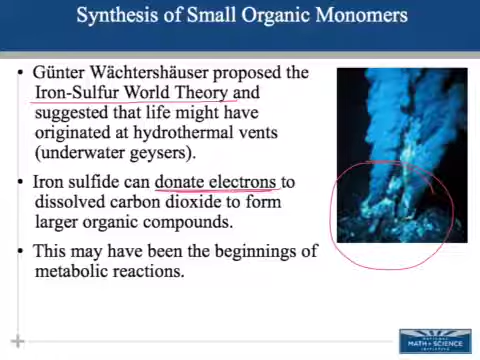 Synthesis of Small Organic Monomers
• Günter Wächtershäuser proposed the
Iron-Sulfur World Theory and
suggested that life might have
originated at hydrothermal vents
(underwater geysers).
• Iron sulfide can donate electrons to
dissolved carbon dioxide to form
larger organic compounds.
• This may have been the beginnings of
metabolic reactions.
NATIONAL
MATH + SCIENCE
INITIATIVE